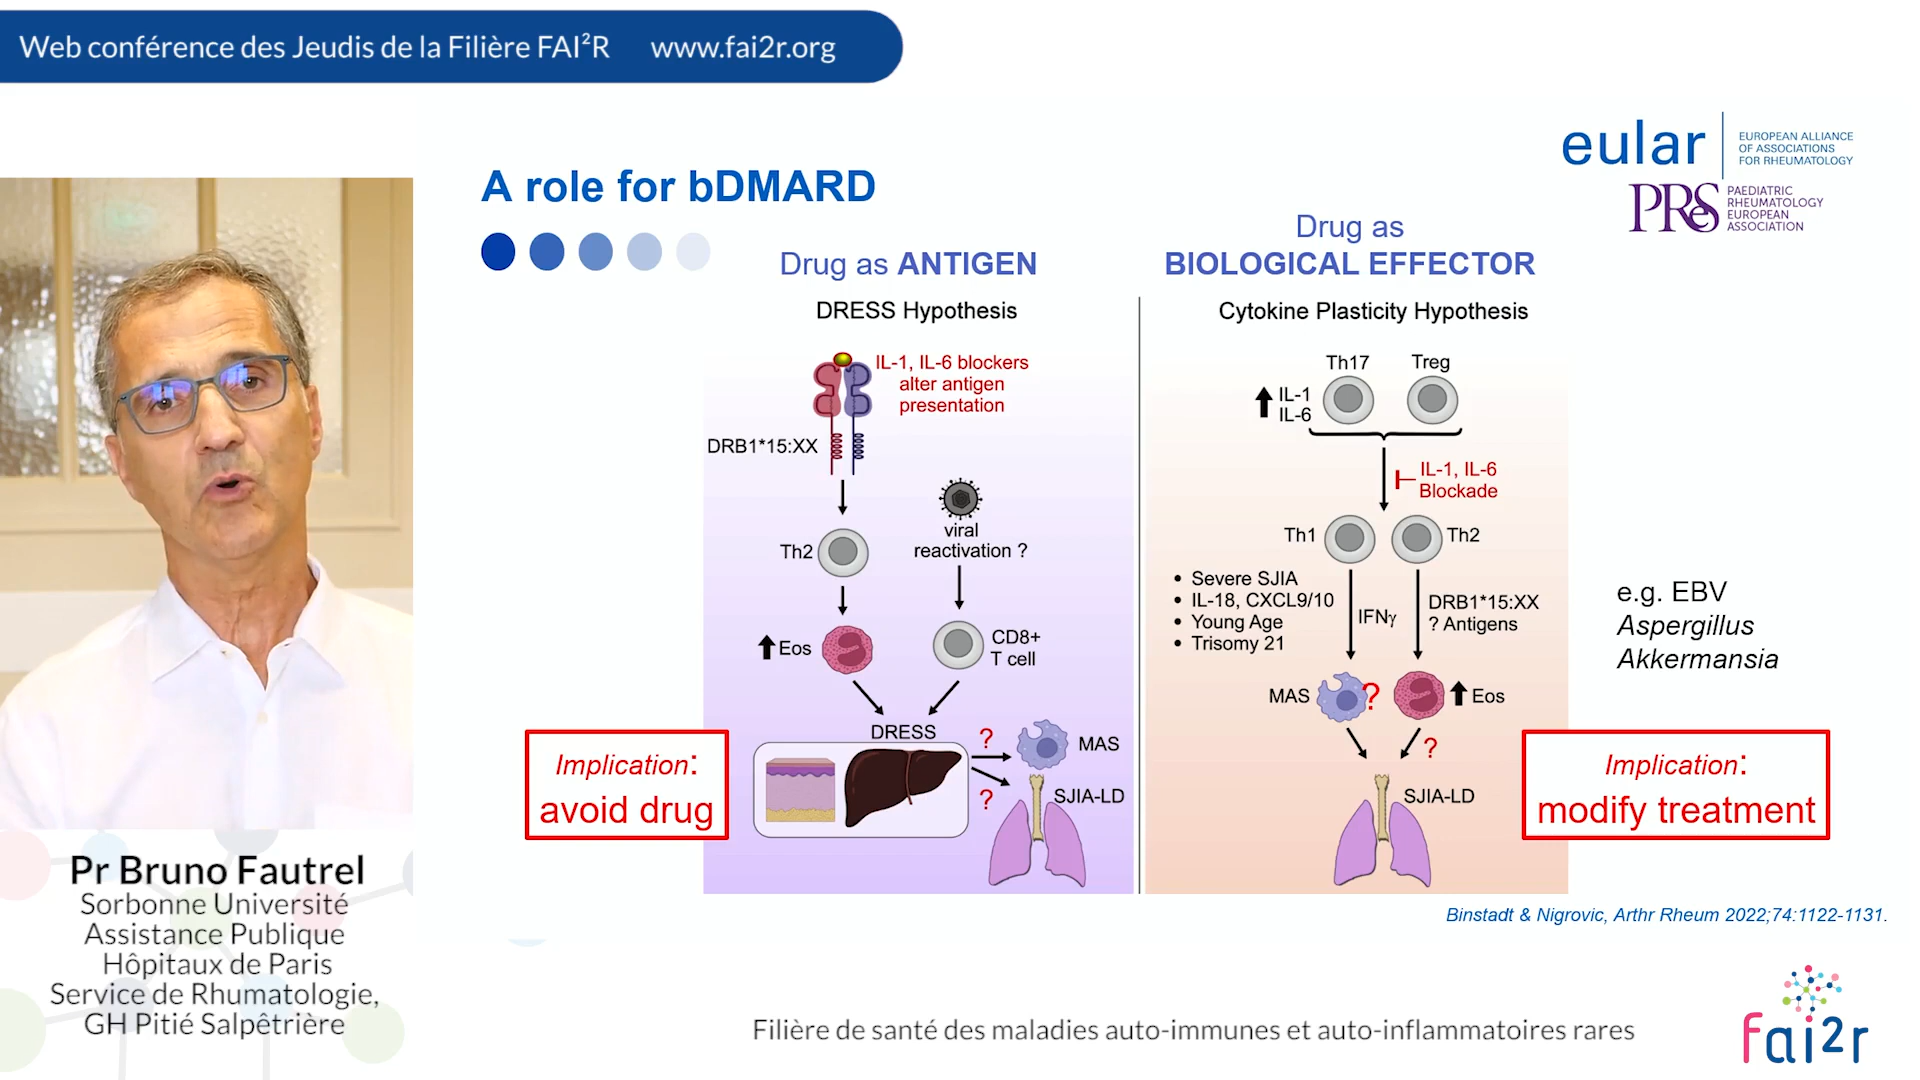 Web conférence des Jeudis de la Filière FAI²R www.fai2r.org
eular
EUROPEAN ALLIANCE
OF ASSOCIATIONS
FOR RHEUMATOLOGY
PReS
PAEDIATRIC
RHEUMATOLOGY
EUROPEAN
ASSOCIATION
A role for bDMARD
Drug as ANTIGEN
DRESS Hypothesis
IL-1, IL-6 blockers
alter antigen
presentation
DRB1*15:XX
viral
reactivation ?
Th2
Eos
CD8+
T cell
DRESS
?
MAS
?
SJIA-LD
Implication:
avoid drug
Drug as
BIOLOGICAL EFFECTOR
Cytokine Plasticity Hypothesis
Th17
Treg
IL-1
IL-6
IL-1, IL-6
Blockade
Th1
Th2
• Severe SJIA
• IL-18, CXCL9/10
• Young Age
• Trisomy 21
IFNγ
DRB1*15:XX
? Antigens
MAS
?
Eos
?
SJIA-LD
e.g. EBV
Aspergillus
Akkermansia
Implication:
modify treatment
Binstadt & Nigrovic, Arthr Rheum 2022;74:1122-1131.
Pr Bruno Fautrel
Sorbonne Université
Assistance Publique
Hôpitaux de Paris
Service de Rhumatologie,
GH Pitié Salpêtrière
Filière de santé des maladies auto-immunes et auto-inflammatoires rares
fai2r